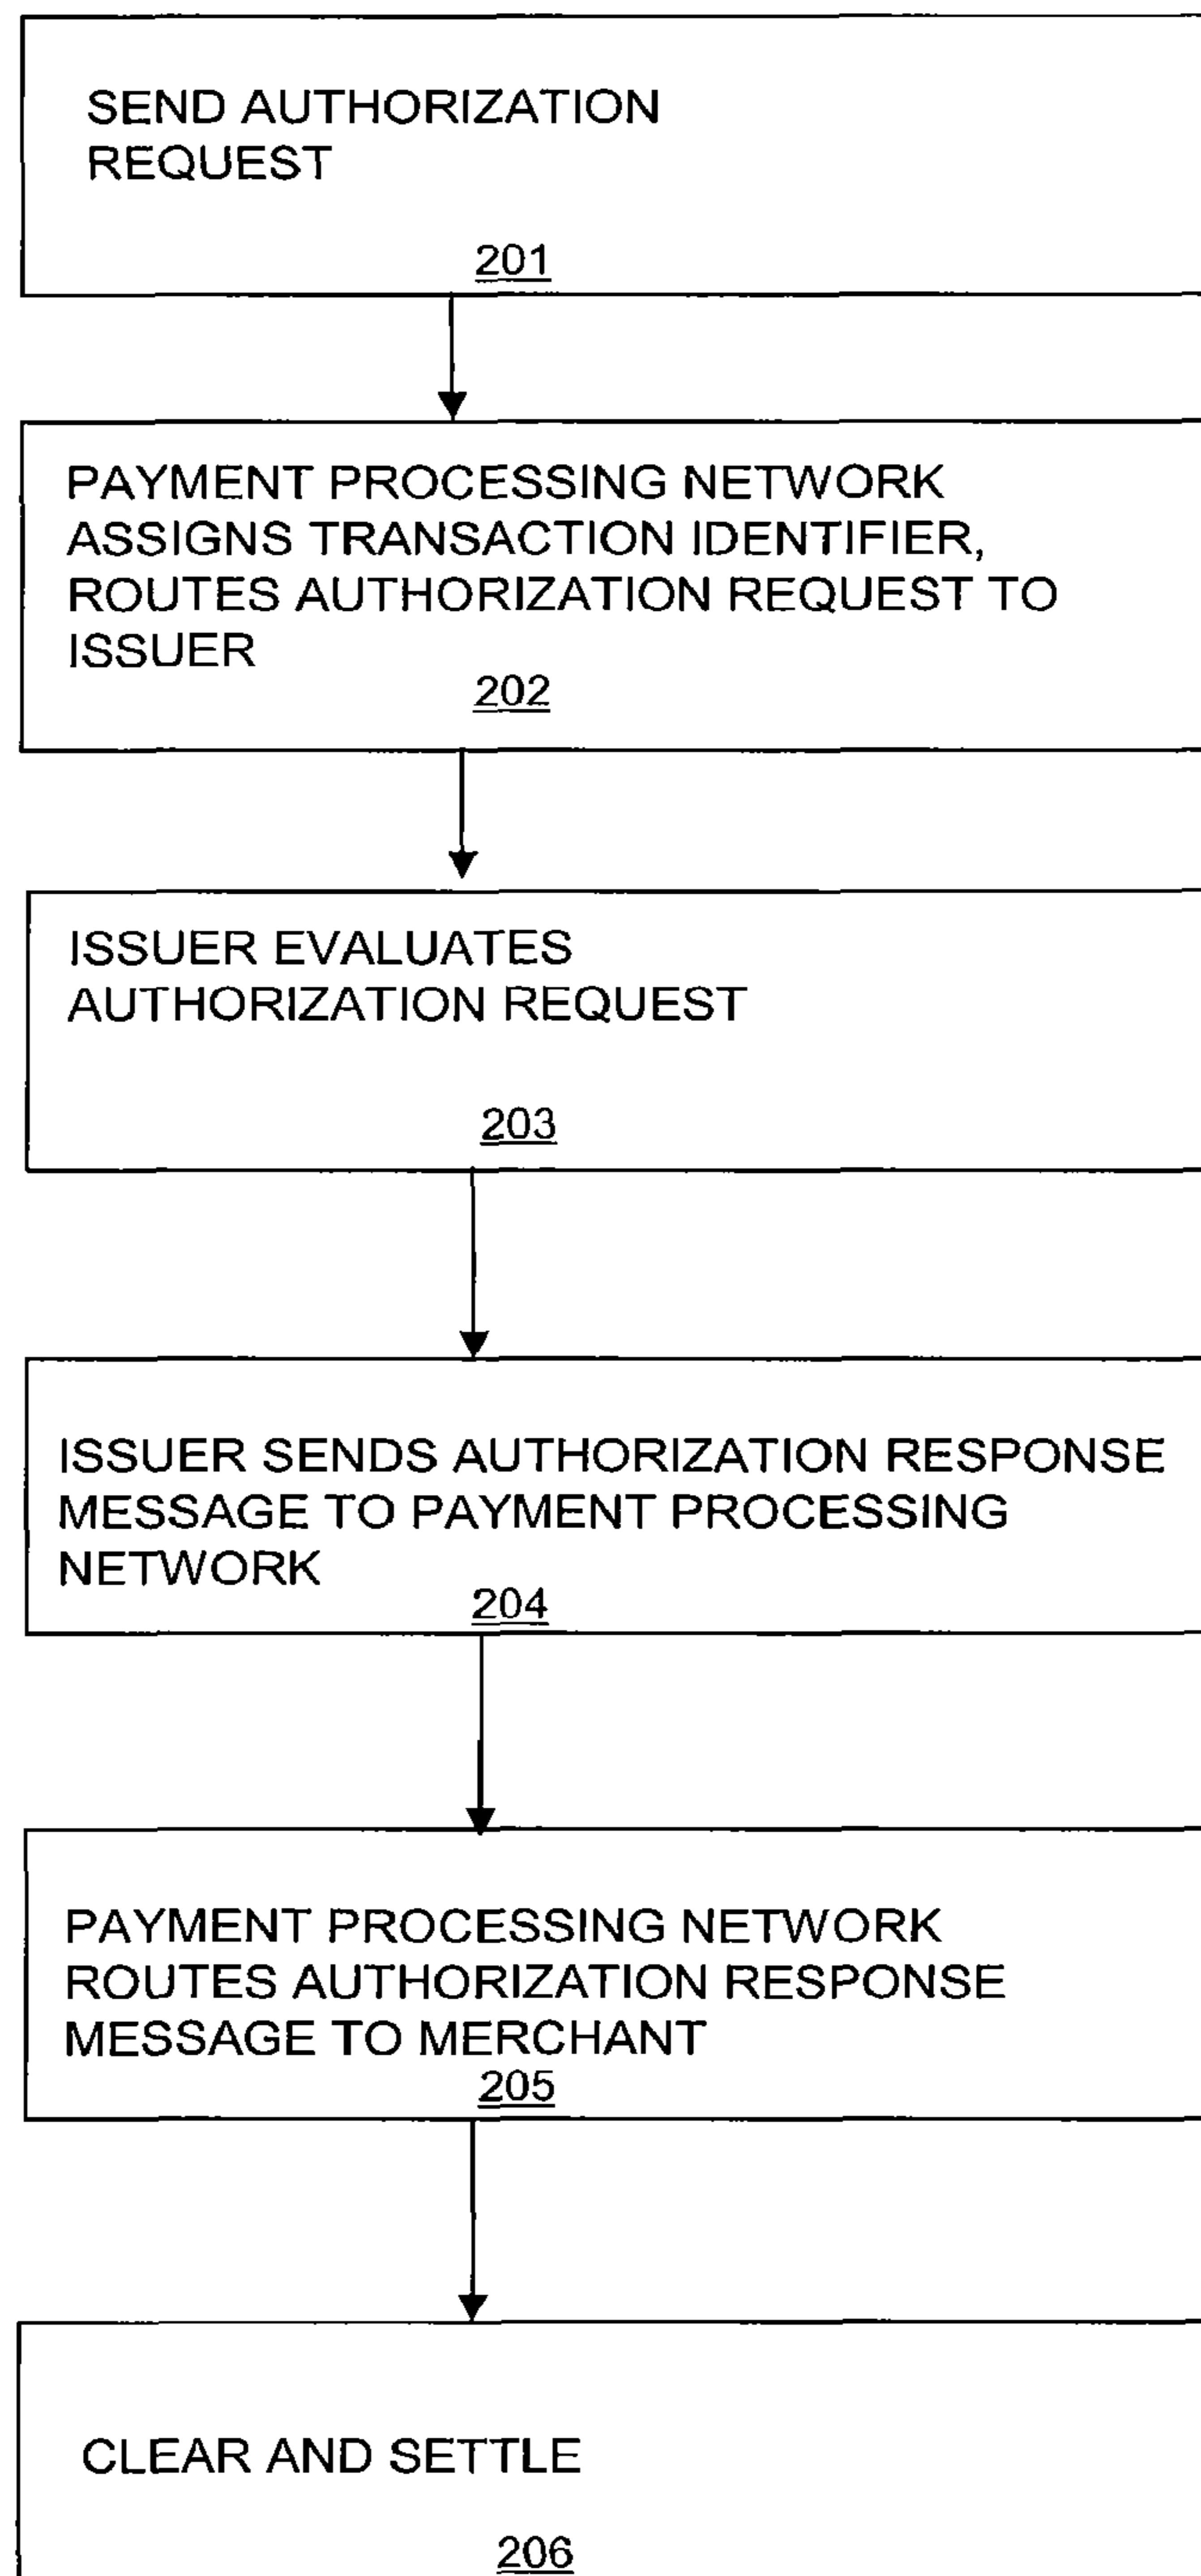 SEND AUTHORIZATION
REQUEST
201
PAYMENT PROCESSING NETWORK
ASSIGNS TRANSACTION IDENTIFIER,
ROUTES AUTHORIZATION REQUEST TO
ISSUER
202
ISSUER EVALUATES
AUTHORIZATION REQUEST
203
ISSUER SENDS AUTHORIZATION RESPONSE
MESSAGE TO PAYMENT PROCESSING
NETWORK
204
PAYMENT PROCESSING NETWORK
ROUTES AUTHORIZATION RESPONSE
MESSAGE TO MERCHANT
205
CLEAR AND SETTLE
206